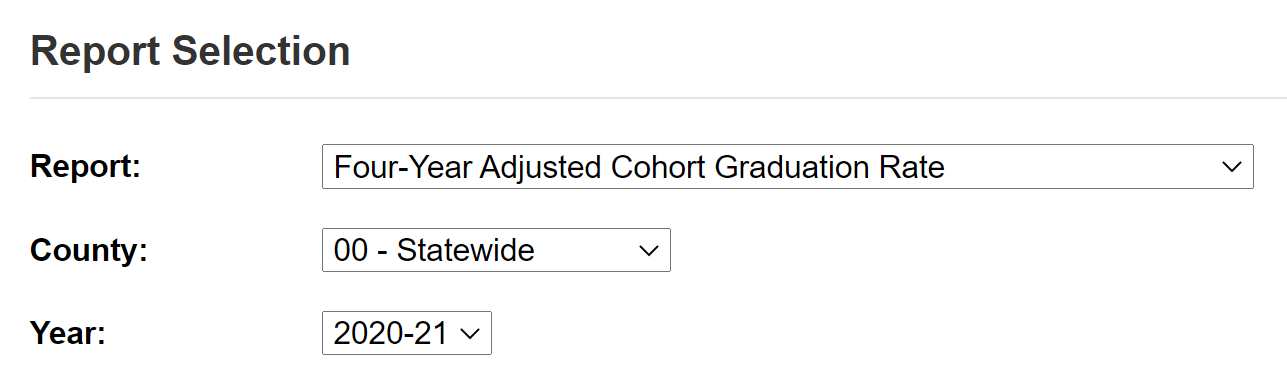 Report Selection
Report: Four-Year Adjusted Cohort Graduation Rate
County: 00 - Statewide
Year: 2020-21